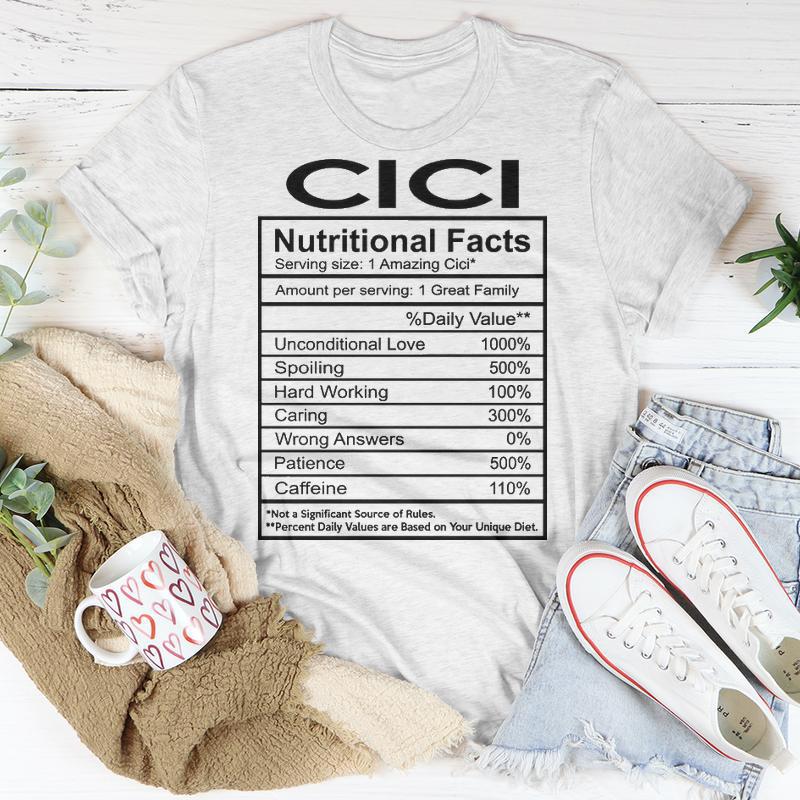 CICI
Nutritional Facts
Serving size: 1 Amazing Cici*
Amount per serving: 1 Great Family
%Daily Value**
Unconditional Love 1000%
Spoiling 500%
Hard Working 100%
Caring 300%
Wrong Answers 0%
Patience 500%
Caffeine 110%
*Not a Significant Source of Rules.
**Percent Daily Values are Based on Your Unique Diet.